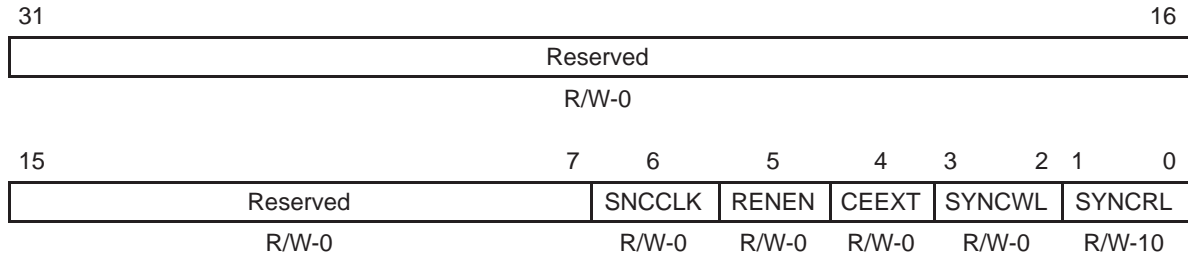 31 16
Reserved
R/W-0
15 7 6 5 4 3 2 1 0
Reserved SNCCLK RENEN CEEXT SYNCWL SYNCRL
R/W-0 R/W-0 R/W-0 R/W-0 R/W-0 R/W-10